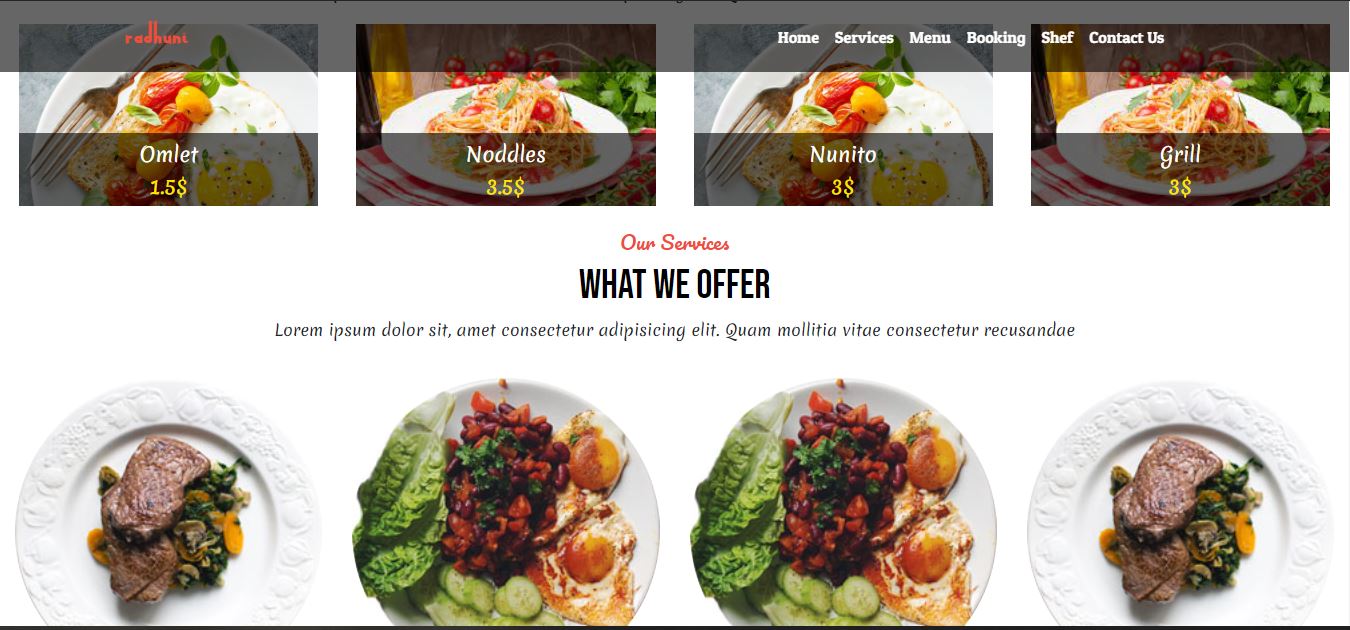 radhuni
Home Services Menu Booking Shef Contact Us
Omlet
1.5$
Noddles
3.5$
Nunito
3$
Grill
3$
Our Services
WHAT WE OFFER
Lorem ipsum dolor sit, amet consectetur adipisicing elit. Quam mollitia vitae consectetur recusandae